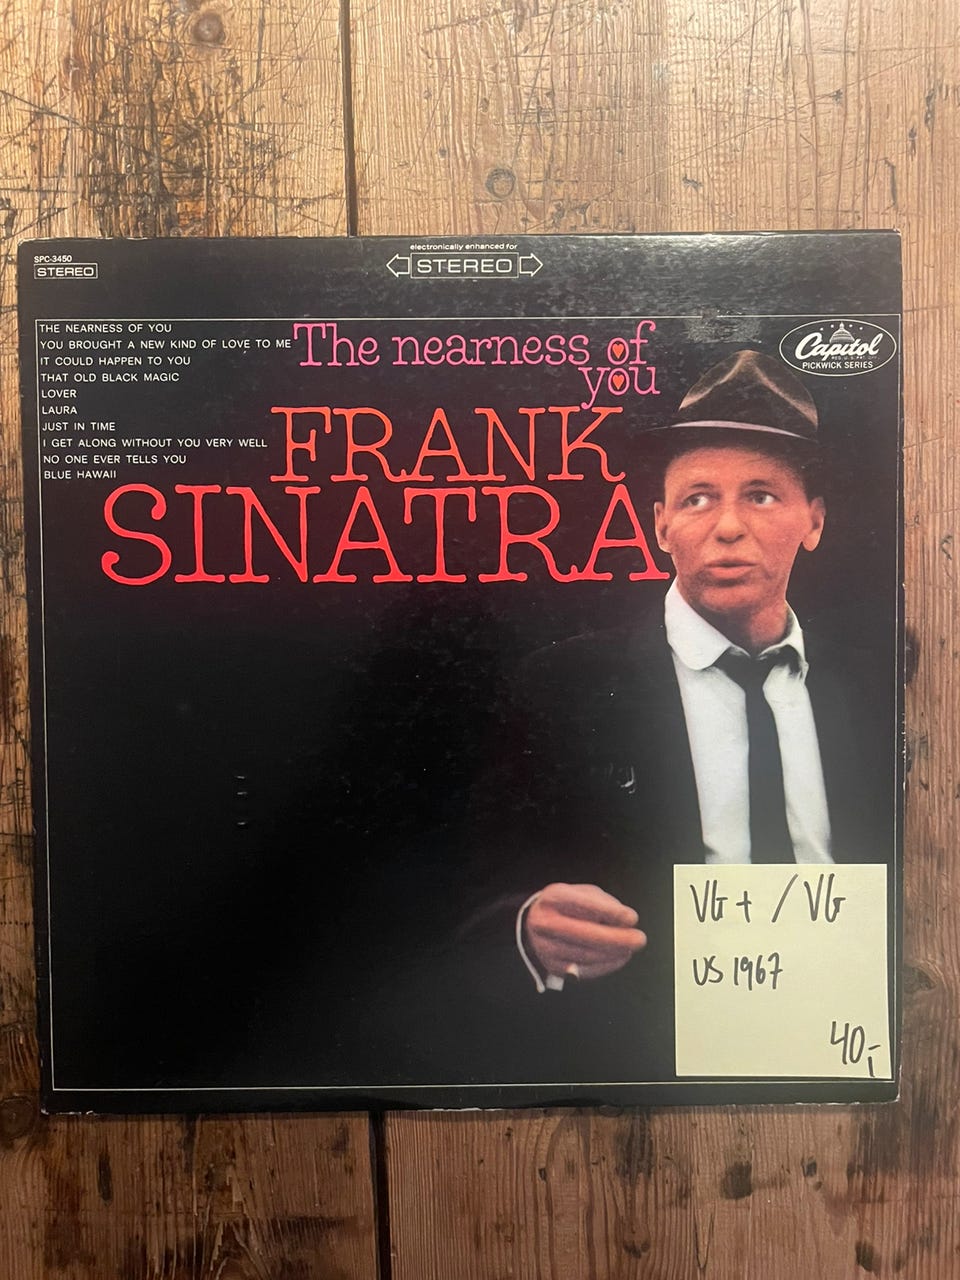 electronically enhanced for
STEREO
SPC-3450
STEREO
THE NEARNESS OF YOU
YOU BROUGHT A NEW KIND OF LOVE TO ME
IT COULD HAPPEN TO YOU
THAT OLD BLACK MAGIC
LOVER
LAURA
JUST IN TIME
I GET ALONG WITHOUT YOU VERY WELL
NO ONE EVER TELLS YOU
BLUE HAWAII
The nearness of
you
FRANK
SINATRA
Capitol
PICKWICK SERIES
VG+ / VG
US 1967
40,-